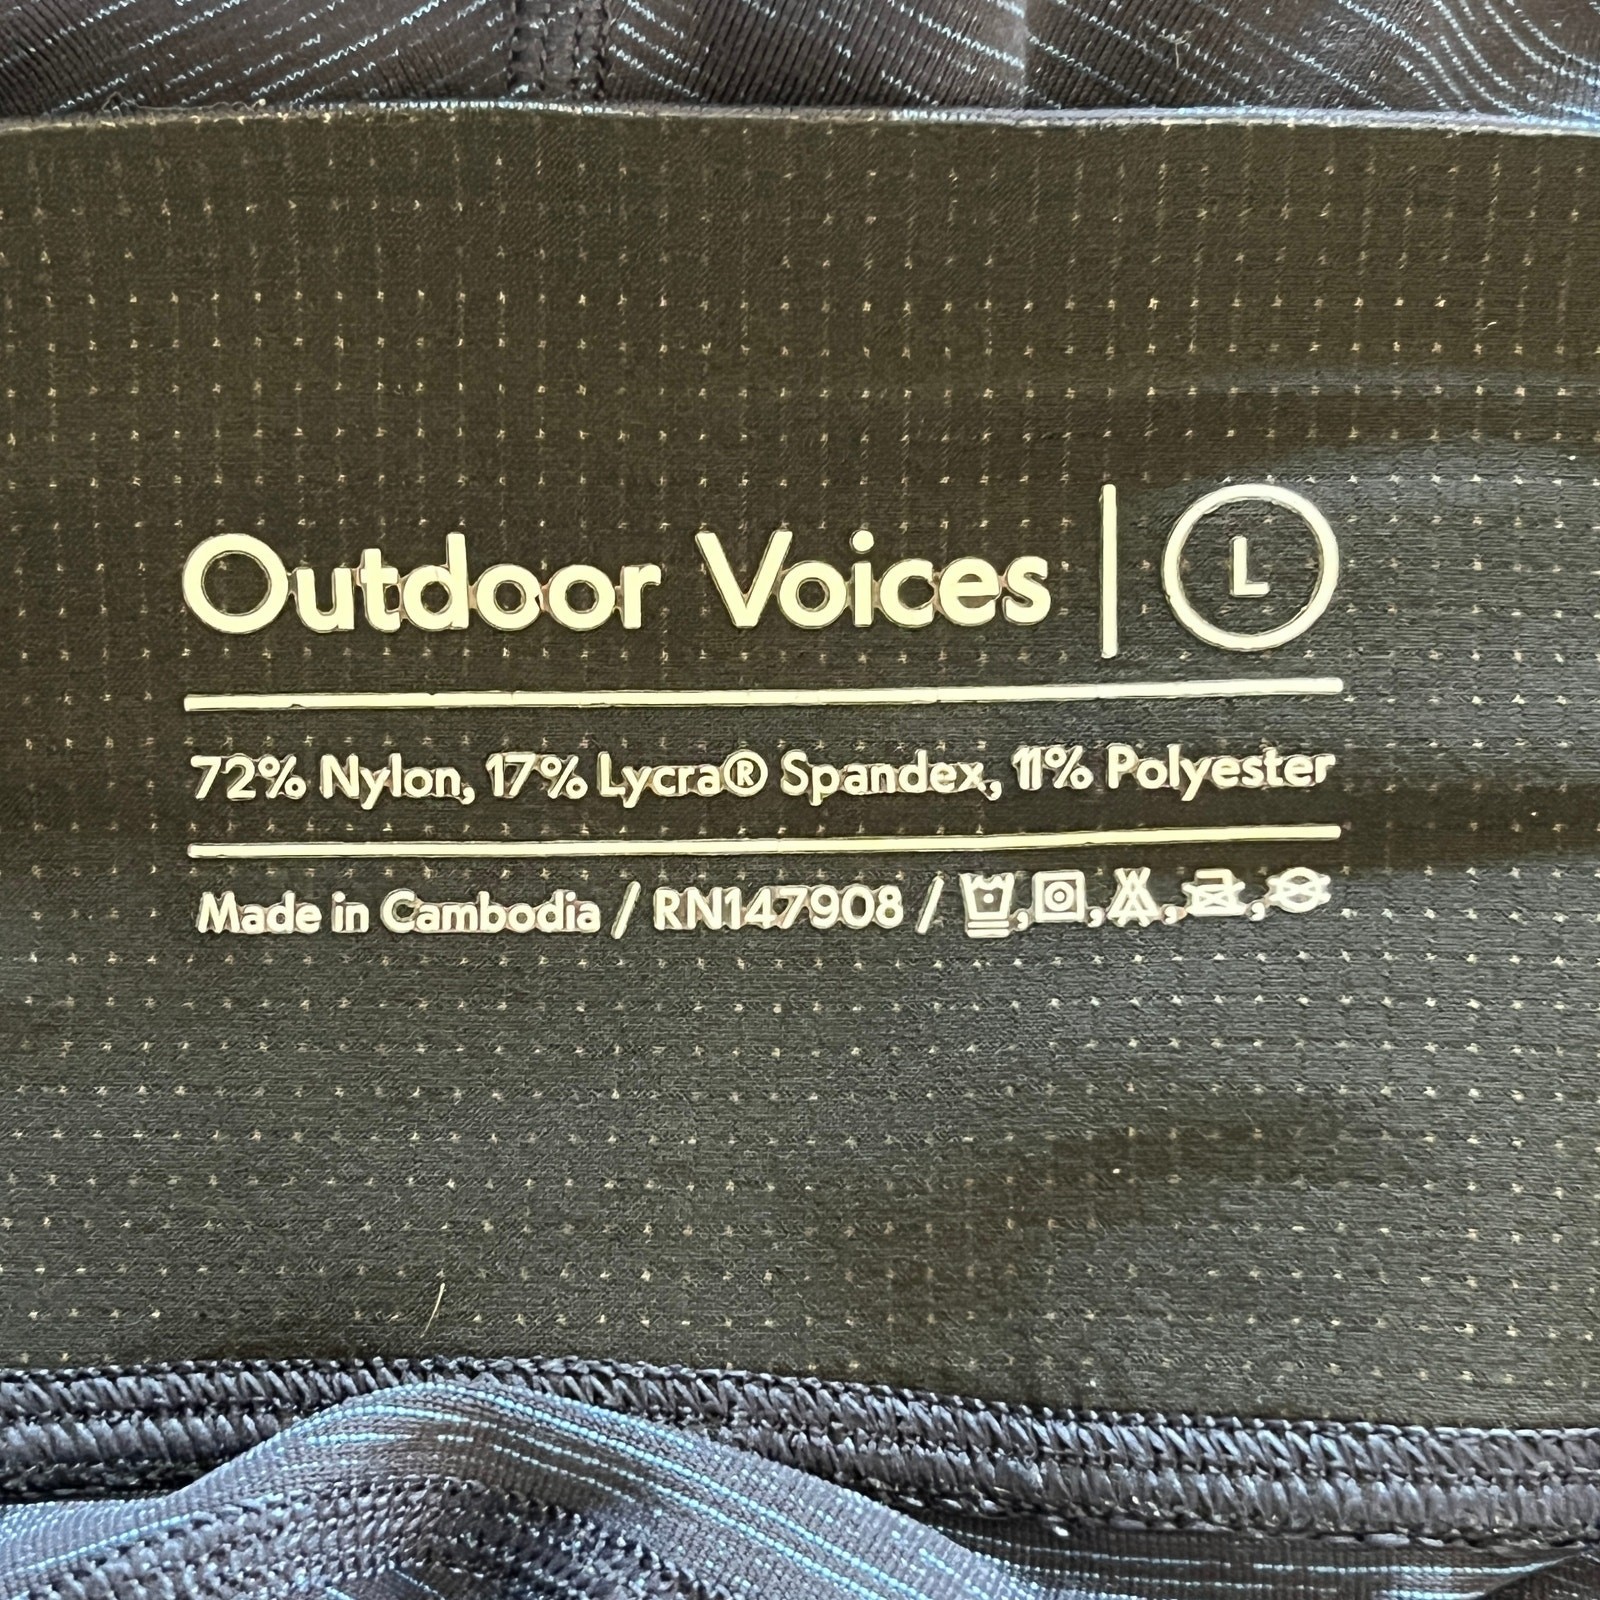 Outdoor Voices | L
72% Nylon, 17% Lycra® Spandex, 11% Polyester
Made in Cambodia / RN147908 /